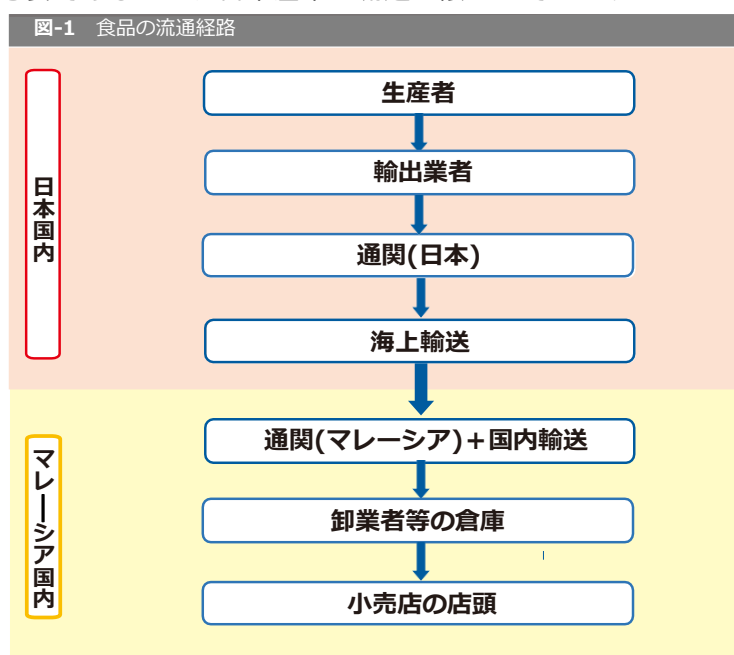 図-1 食品の流通経路
日本国内
生産者
輸出業者
通関(日本)
海上輸送
マレーシア国内
通関(マレーシア)＋国内輸送
卸業者等の倉庫
小売店の店頭